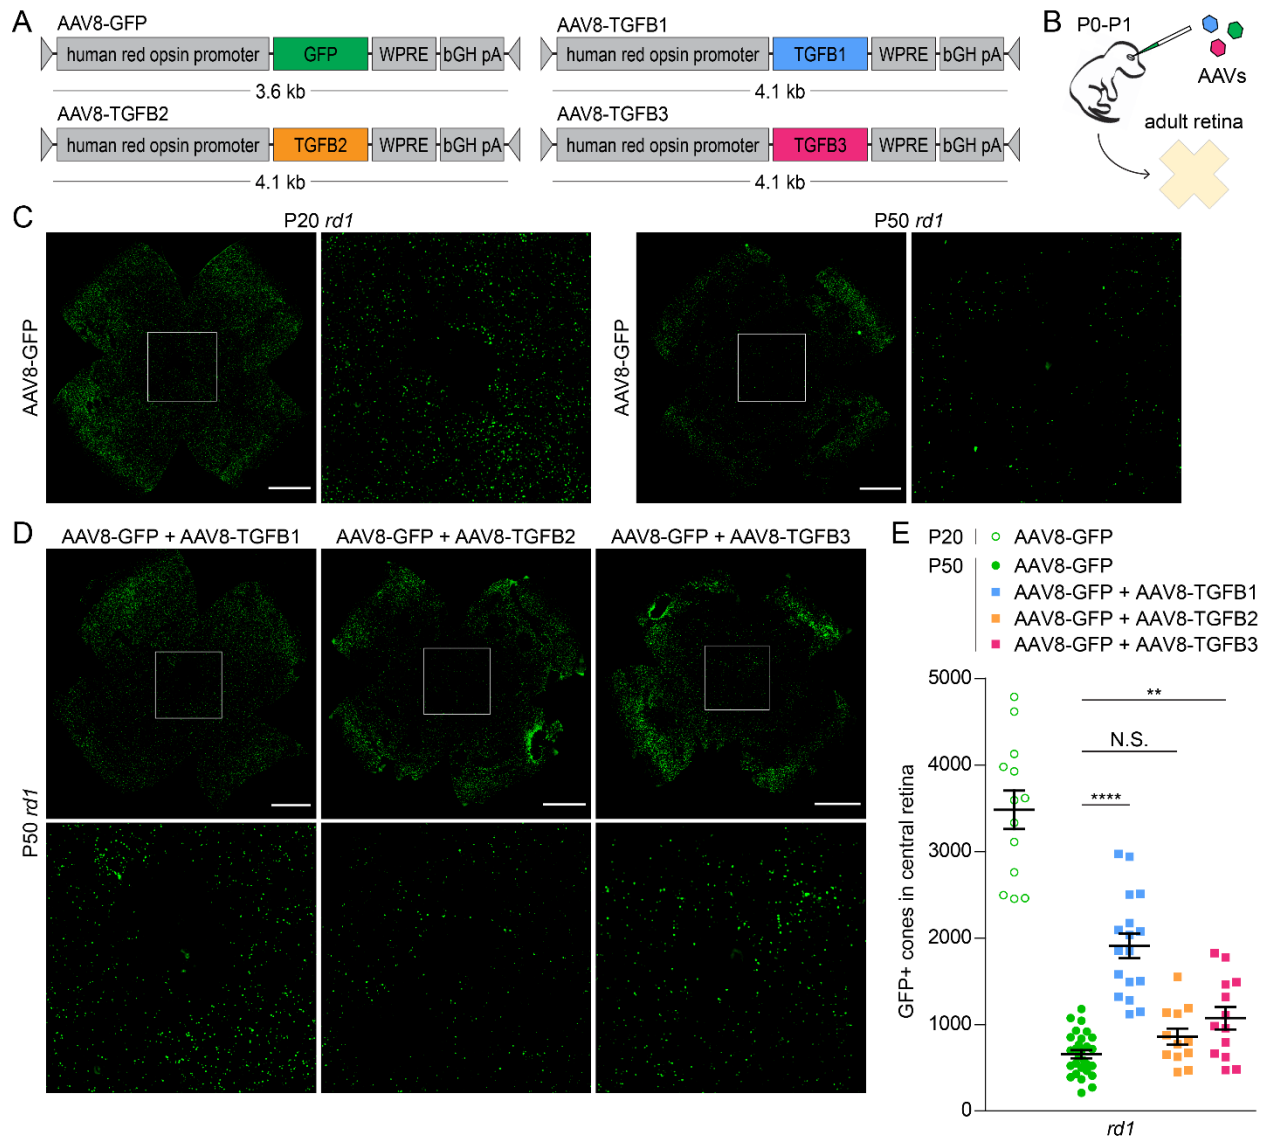 A
AAV8-GFP
human red opsin promoter GFP WPRE bGH pA
3.6 kb
AAV8-TGFB1
human red opsin promoter TGFB1 WPRE bGH pA
4.1 kb
AAV8-TGFB2
human red opsin promoter TGFB2 WPRE bGH pA
4.1 kb
AAV8-TGFB3
human red opsin promoter TGFB3 WPRE bGH pA
4.1 kb
B
P0-P1
AAVs
adult retina
C
P20 rd1
AAV8-GFP
P50 rd1
AAV8-GFP
D
AAV8-GFP + AAV8-TGFB1
AAV8-GFP + AAV8-TGFB2
AAV8-GFP + AAV8-TGFB3
P50 rd1
E
P20 AAV8-GFP
P50 AAV8-GFP
AAV8-GFP + AAV8-TGFB1
AAV8-GFP + AAV8-TGFB2
AAV8-GFP + AAV8-TGFB3
GFP+ cones in central retina
5000
4000
3000
2000
1000
0
**
N.S.
****
rd1